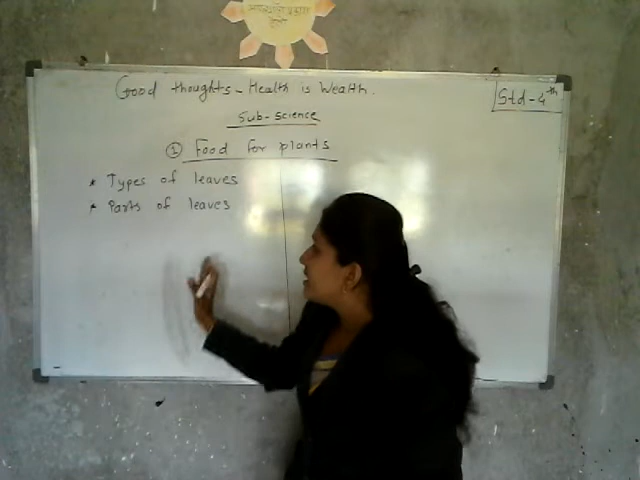 Good thoughts - Health is Wealth.
Std - 4th
Sub - science
① Food for plants
* Types of leaves
* Parts of leaves